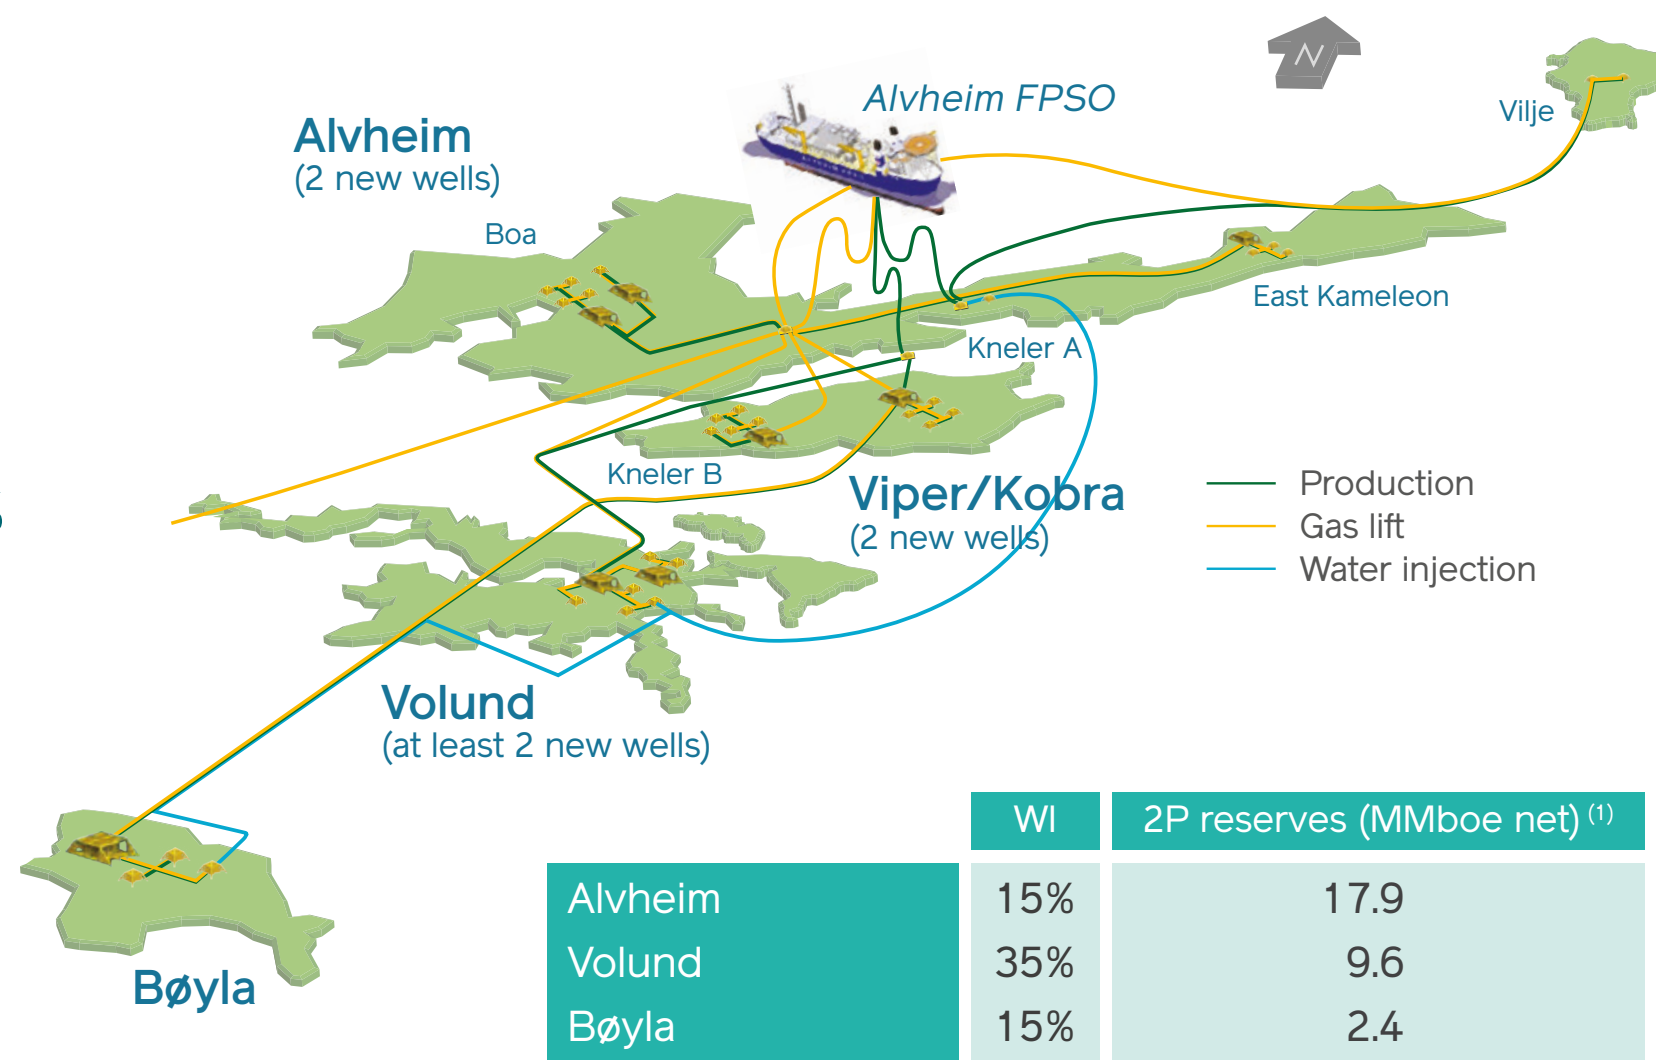 Alvheim FPSO
N
Vilje
Alvheim
(2 new wells)
Boa
East Kameleon
Kneler A
Kneler B
Viper/Kobra
(2 new wells)
Production
Gas lift
Water injection
Volund
(at least 2 new wells)
Bøyla
WI 2P reserves (MMboe net) (1)
Alvheim 15% 17.9
Volund 35% 9.6
Bøyla 15% 2.4